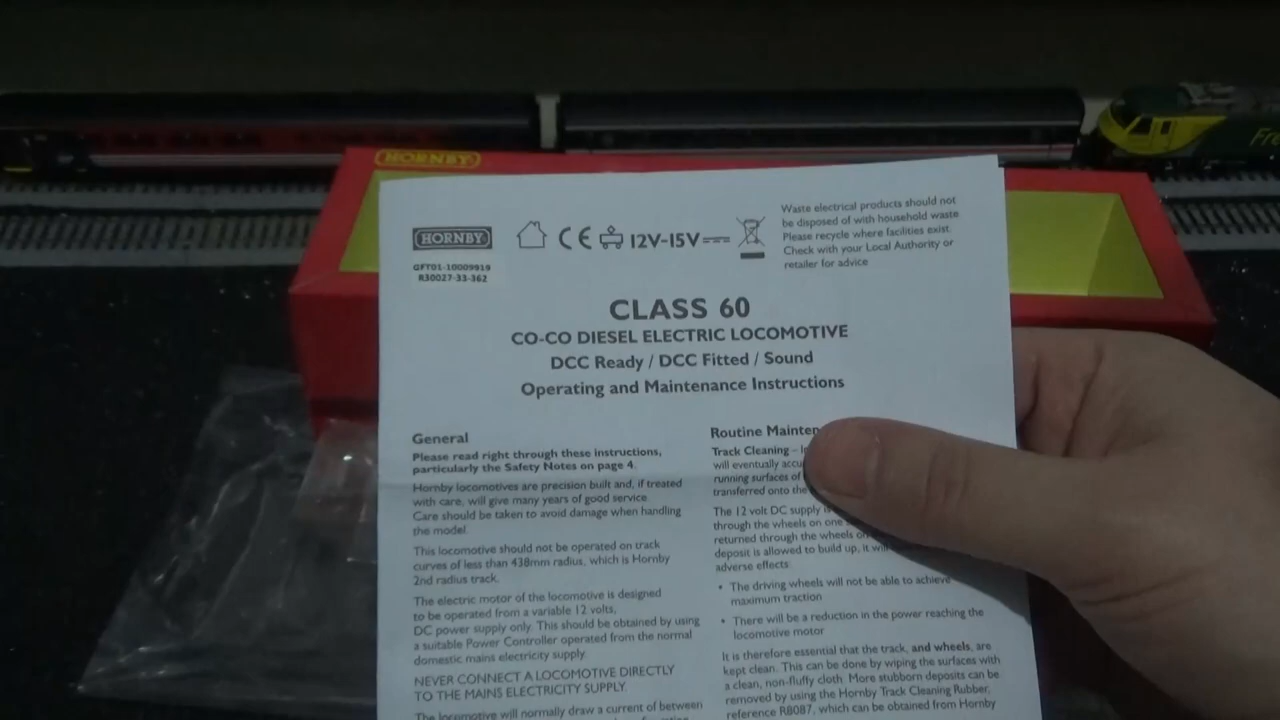 HORNBY
Fre
HORNBY
QFT01-10009919
R30027-33-362
CE
12V-15V
Waste electrical products should not
be disposed of with household waste
Please recycle where facilities exist.
Check with your Local Authority or
retailer for advice
CLASS 60
CO-CO DIESEL ELECTRIC LOCOMOTIVE
DCC Ready / DCC Fitted / Sound
Operating and Maintenance Instructions
General
Please read right through these instructions,
particularly the Safety Notes on page 4.
Hornby locomotives are precision built and, if treated
with care, will give many years of good service.
Care should be taken to avoid damage when handling
the model.
This locomotive should not be operated on track
curves of less than 438mm radius, which is Hornby
2nd radius track.
The electric motor of the locomotive is designed
to be operated from a variable 12 volts,
DC power supply only. This should be obtained by using
a suitable Power Controller operated from the normal
domestic mains electricity supply.
NEVER CONNECT A LOCOMOTIVE DIRECTLY
TO THE MAINS ELECTRICITY SUPPLY.
The locomotive will normally draw a current of between
Routine Mainten
Track Cleaning –
will eventually accu
running surfaces of
transferred onto the
The 12 volt DC supply
through the wheels on one
returned through the wheels on
deposit is allowed to build up, it will
adverse effects
• The driving wheels will not be able to achieve
maximum traction
• There will be a reduction in the power reaching the
locomotive motor
It is therefore essential that the track, and wheels, are
kept clean. This can be done by wiping the surfaces with
a clean, non-fluffy cloth. More stubborn deposits can be
removed by using the Hornby Track Cleaning Rubber,
reference R8087, which can be obtained from Hornby